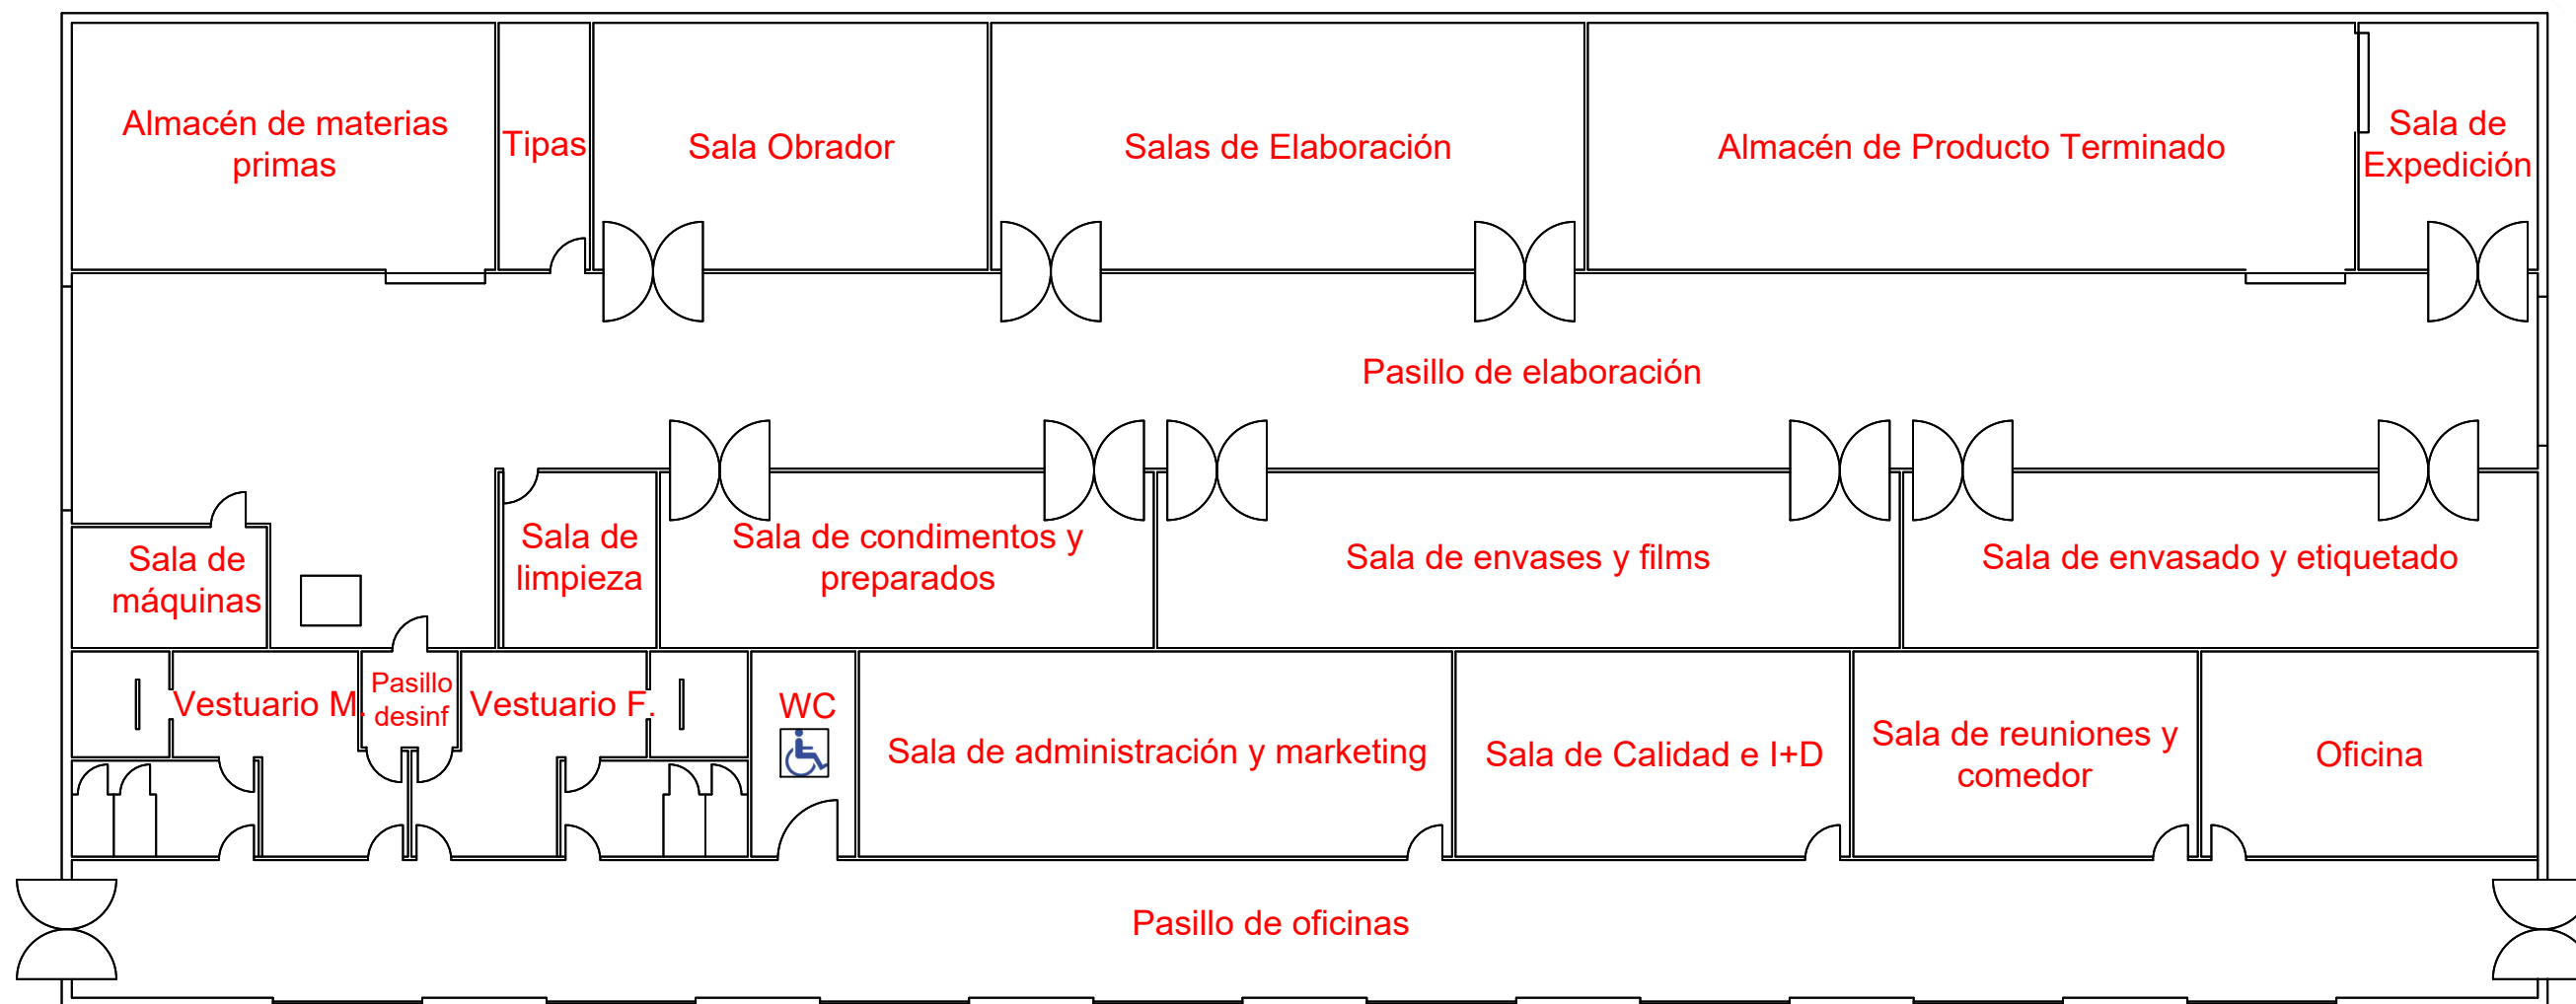 Almacén de materias
primas
Tipas
Sala Obrador
Salas de Elaboración
Almacén de Producto Terminado
Sala de
Expedición
Pasillo de elaboración
Sala de
máquinas
Sala de
limpieza
Sala de condimentos y
preparados
Sala de envases y films
Sala de envasado y etiquetado
Vestuario M.
Pasillo
desinf
Vestuario F.
WC
Sala de administración y marketing
Sala de Calidad e I+D
Sala de reuniones y
comedor
Oficina
Pasillo de oficinas